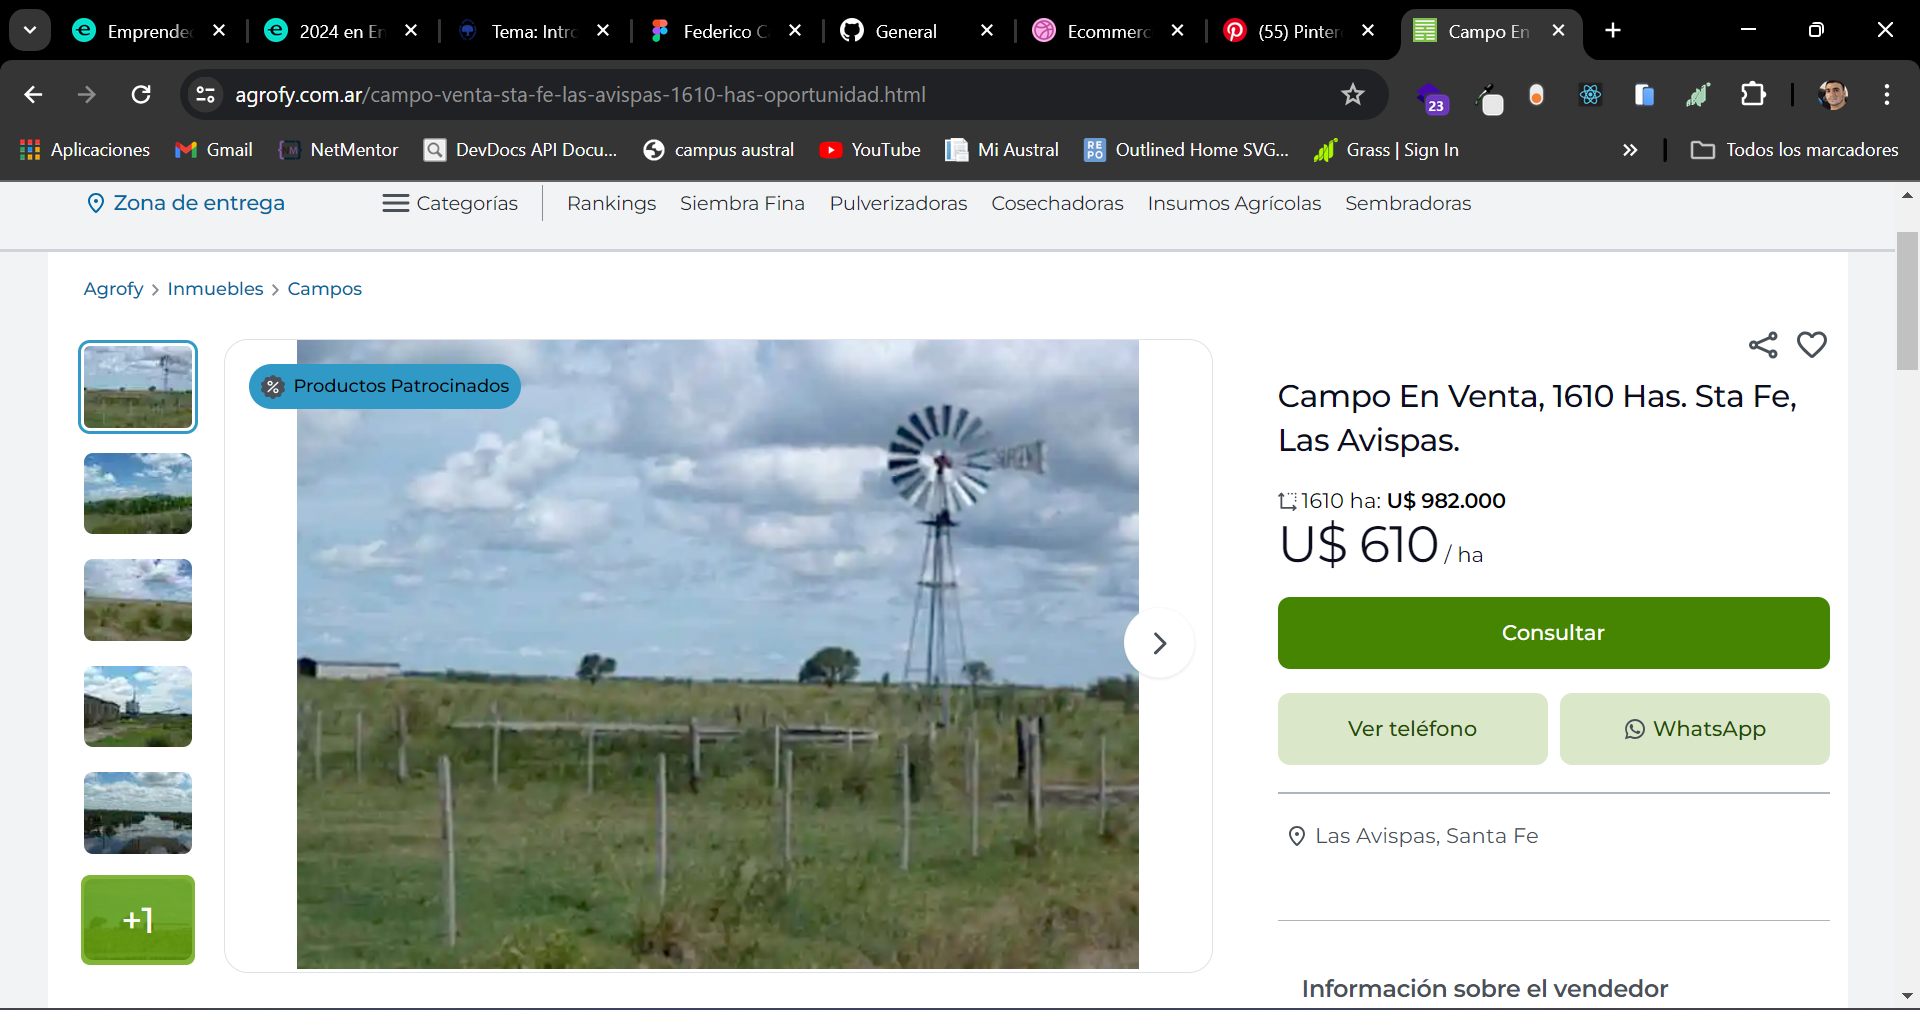 Emprende
2024 en En
Tema: Intro
Federico C
General
Ecommerc
(55) Pinter
Campo En
agrofy.com.ar/campo-venta-sta-fe-las-avispas-1610-has-oportunidad.html
23
Aplicaciones
Gmail
NetMentor
DevDocs API Docu...
campus austral
YouTube
Mi Austral
REPO
Outlined Home SVG...
Grass | Sign In
Todos los marcadores
Zona de entrega
Categorías
Rankings
Siembra Fina
Pulverizadoras
Cosechadoras
Insumos Agrícolas
Sembradoras
Agrofy > Inmuebles > Campos
Productos Patrocinados
+1
Campo En Venta, 1610 Has. Sta Fe,
Las Avispas.
1610 ha: U$ 982.000
U$ 610 / ha
Consultar
Ver teléfono
WhatsApp
Las Avispas, Santa Fe
Información sobre el vendedor